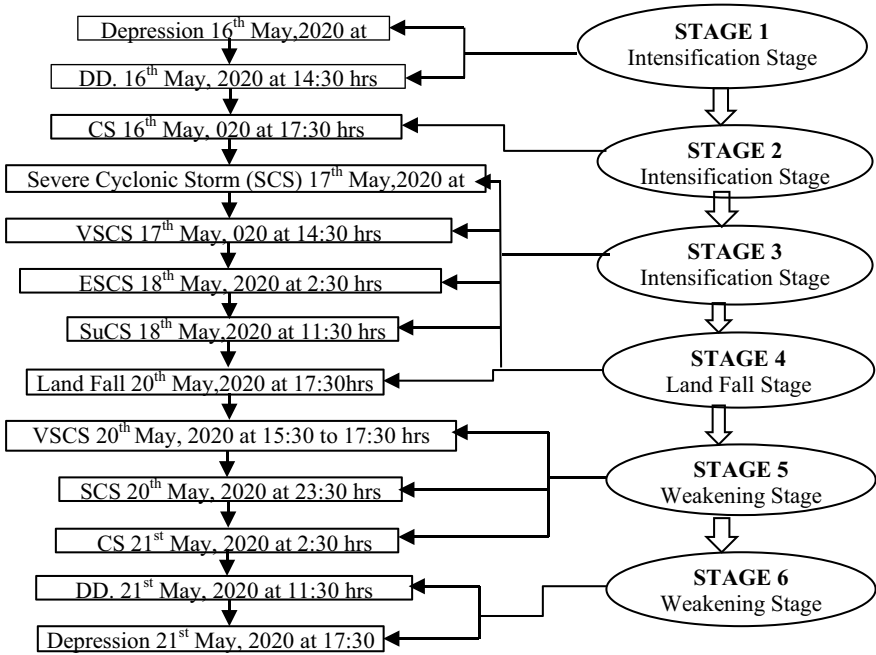 Depression 16th May,2020 at
DD. 16th May, 2020 at 14:30 hrs
CS 16th May, 020 at 17:30 hrs
Severe Cyclonic Storm (SCS) 17th May,2020 at
VSCS 17th May, 020 at 14:30 hrs
ESCS 18th May, 2020 at 2:30 hrs
SuCS 18th May,2020 at 11:30 hrs
Land Fall 20th May,2020 at 17:30hrs
VSCS 20th May, 2020 at 15:30 to 17:30 hrs
SCS 20th May, 2020 at 23:30 hrs
CS 21st May, 2020 at 2:30 hrs
DD. 21st May, 2020 at 11:30 hrs
Depression 21st May, 2020 at 17:30
STAGE 1
Intensification Stage
STAGE 2
Intensification Stage
STAGE 3
Intensification Stage
STAGE 4
Land Fall Stage
STAGE 5
Weakening Stage
STAGE 6
Weakening Stage